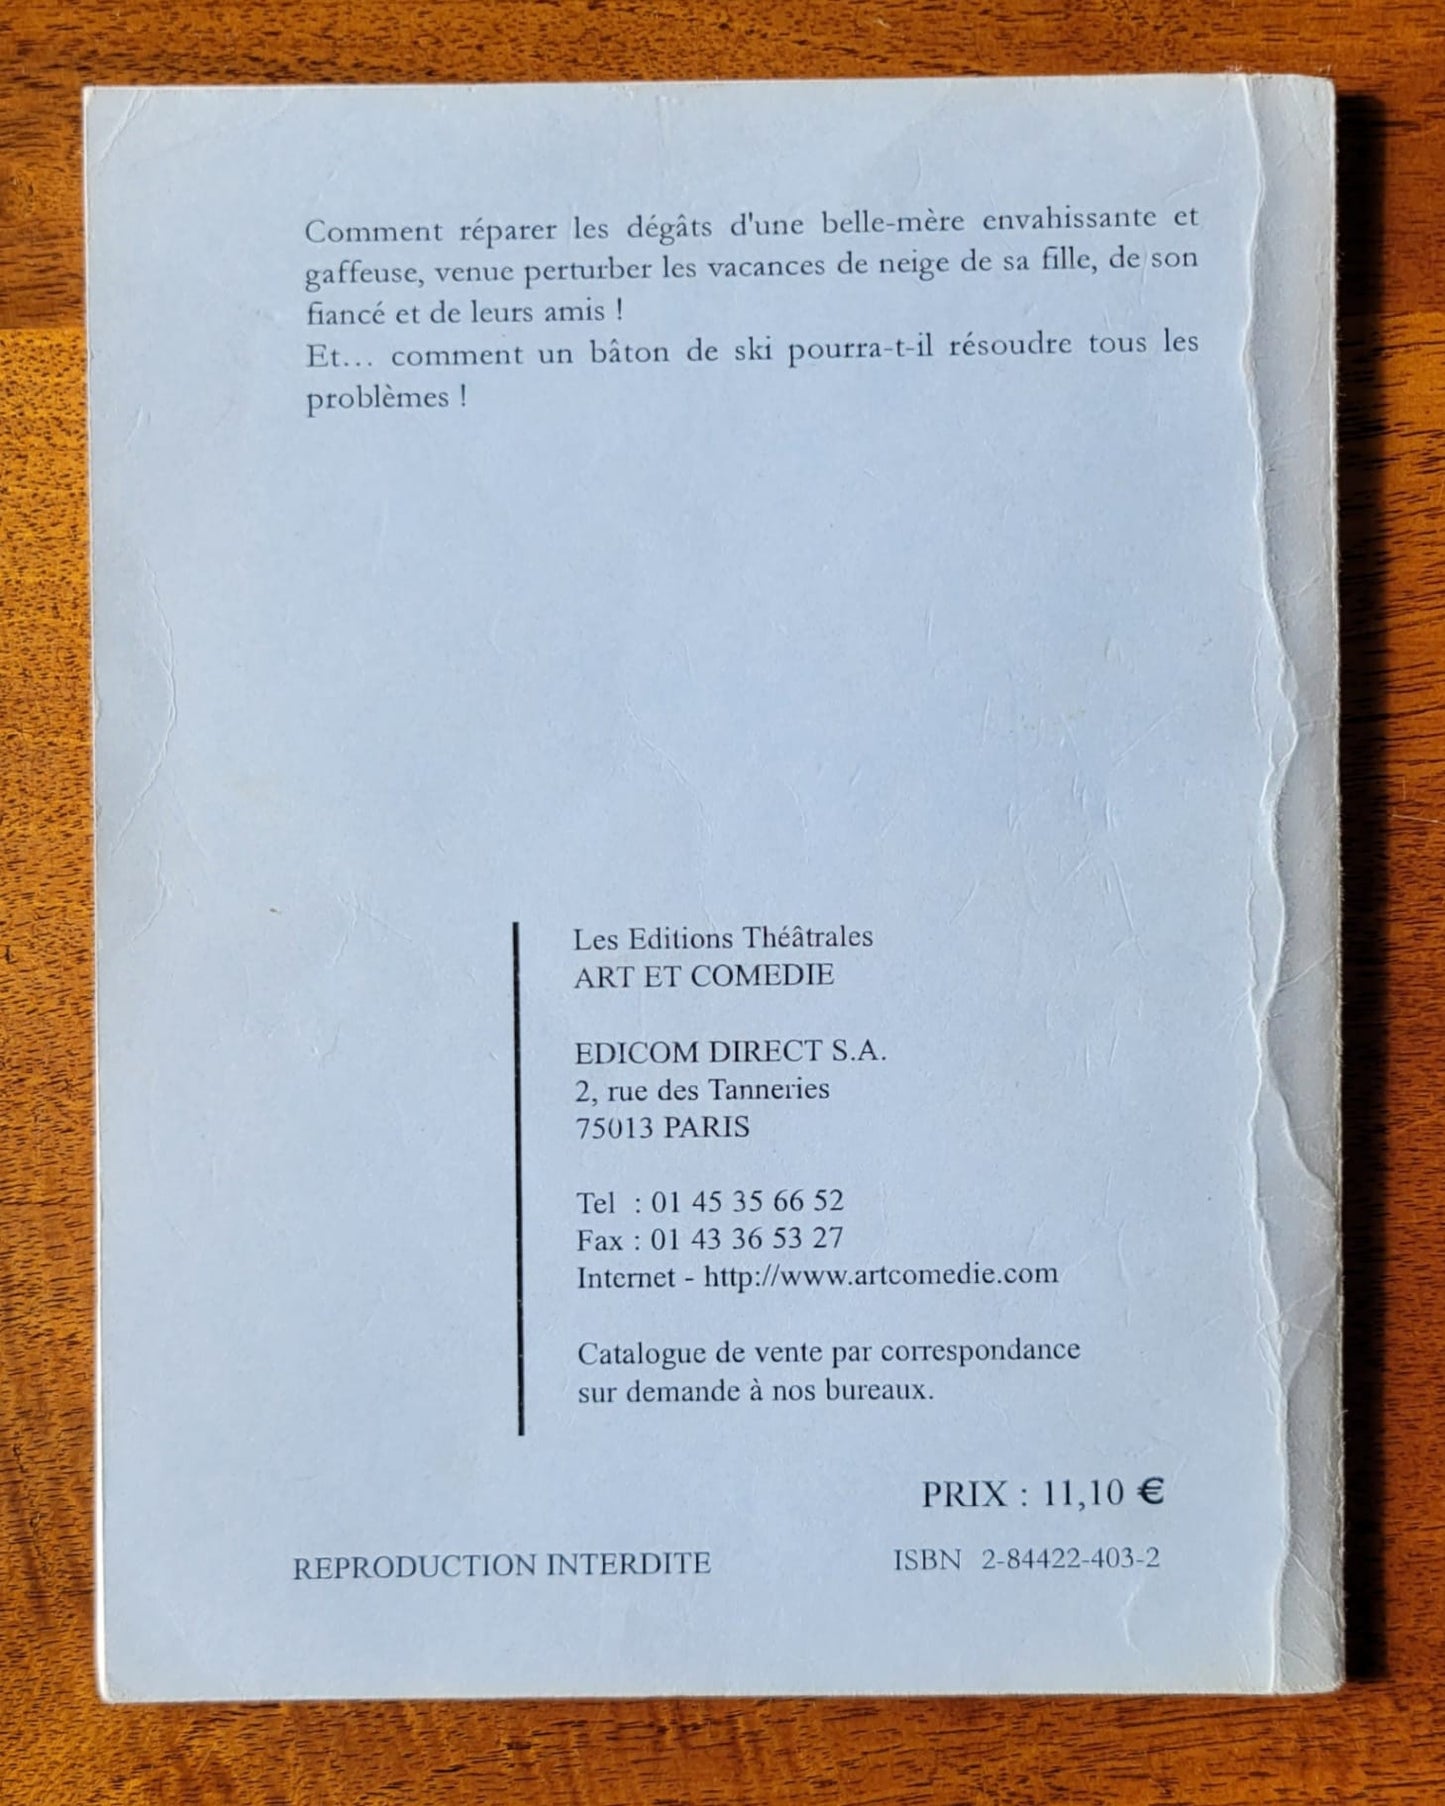 Comment réparer les dégâts d'une belle-mère envahissante et
gaffeuse, venue perturber les vacances de neige de sa fille, de son
fiancé et de leurs amis !
Et... comment un bâton de ski pourra-t-il résoudre tous les
problèmes !
Les Editions Théâtrales
ART ET COMEDIE
EDICOM DIRECT S.A.
2, rue des Tanneries
75013 PARIS
Tel : 01 45 35 66 52
Fax : 01 43 36 53 27
Internet - http://www.artcomedie.com
Catalogue de vente par correspondance
sur demande à nos bureaux.
PRIX : 11,10 €
REPRODUCTION INTERDITE
ISBN 2-84422-403-2